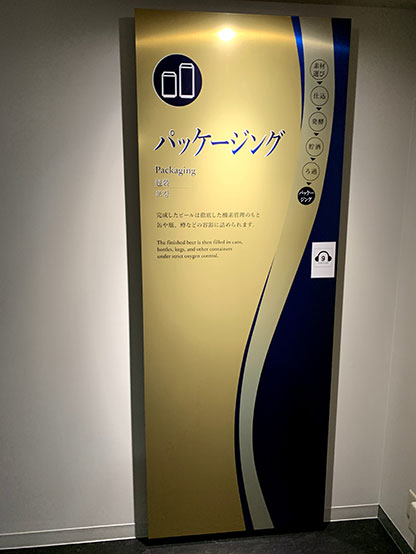 パッケージング
Packaging
完成したビールは徹底した酸素管理のもと
缶や瓶、樽などの容器に詰められます。
The finished beer is then filled in cans,
bottles, kegs, and other containers
under strict oxygen control.
素材
選び
仕込
発酵
貯酒
ろ過
パッケー
ジング
9